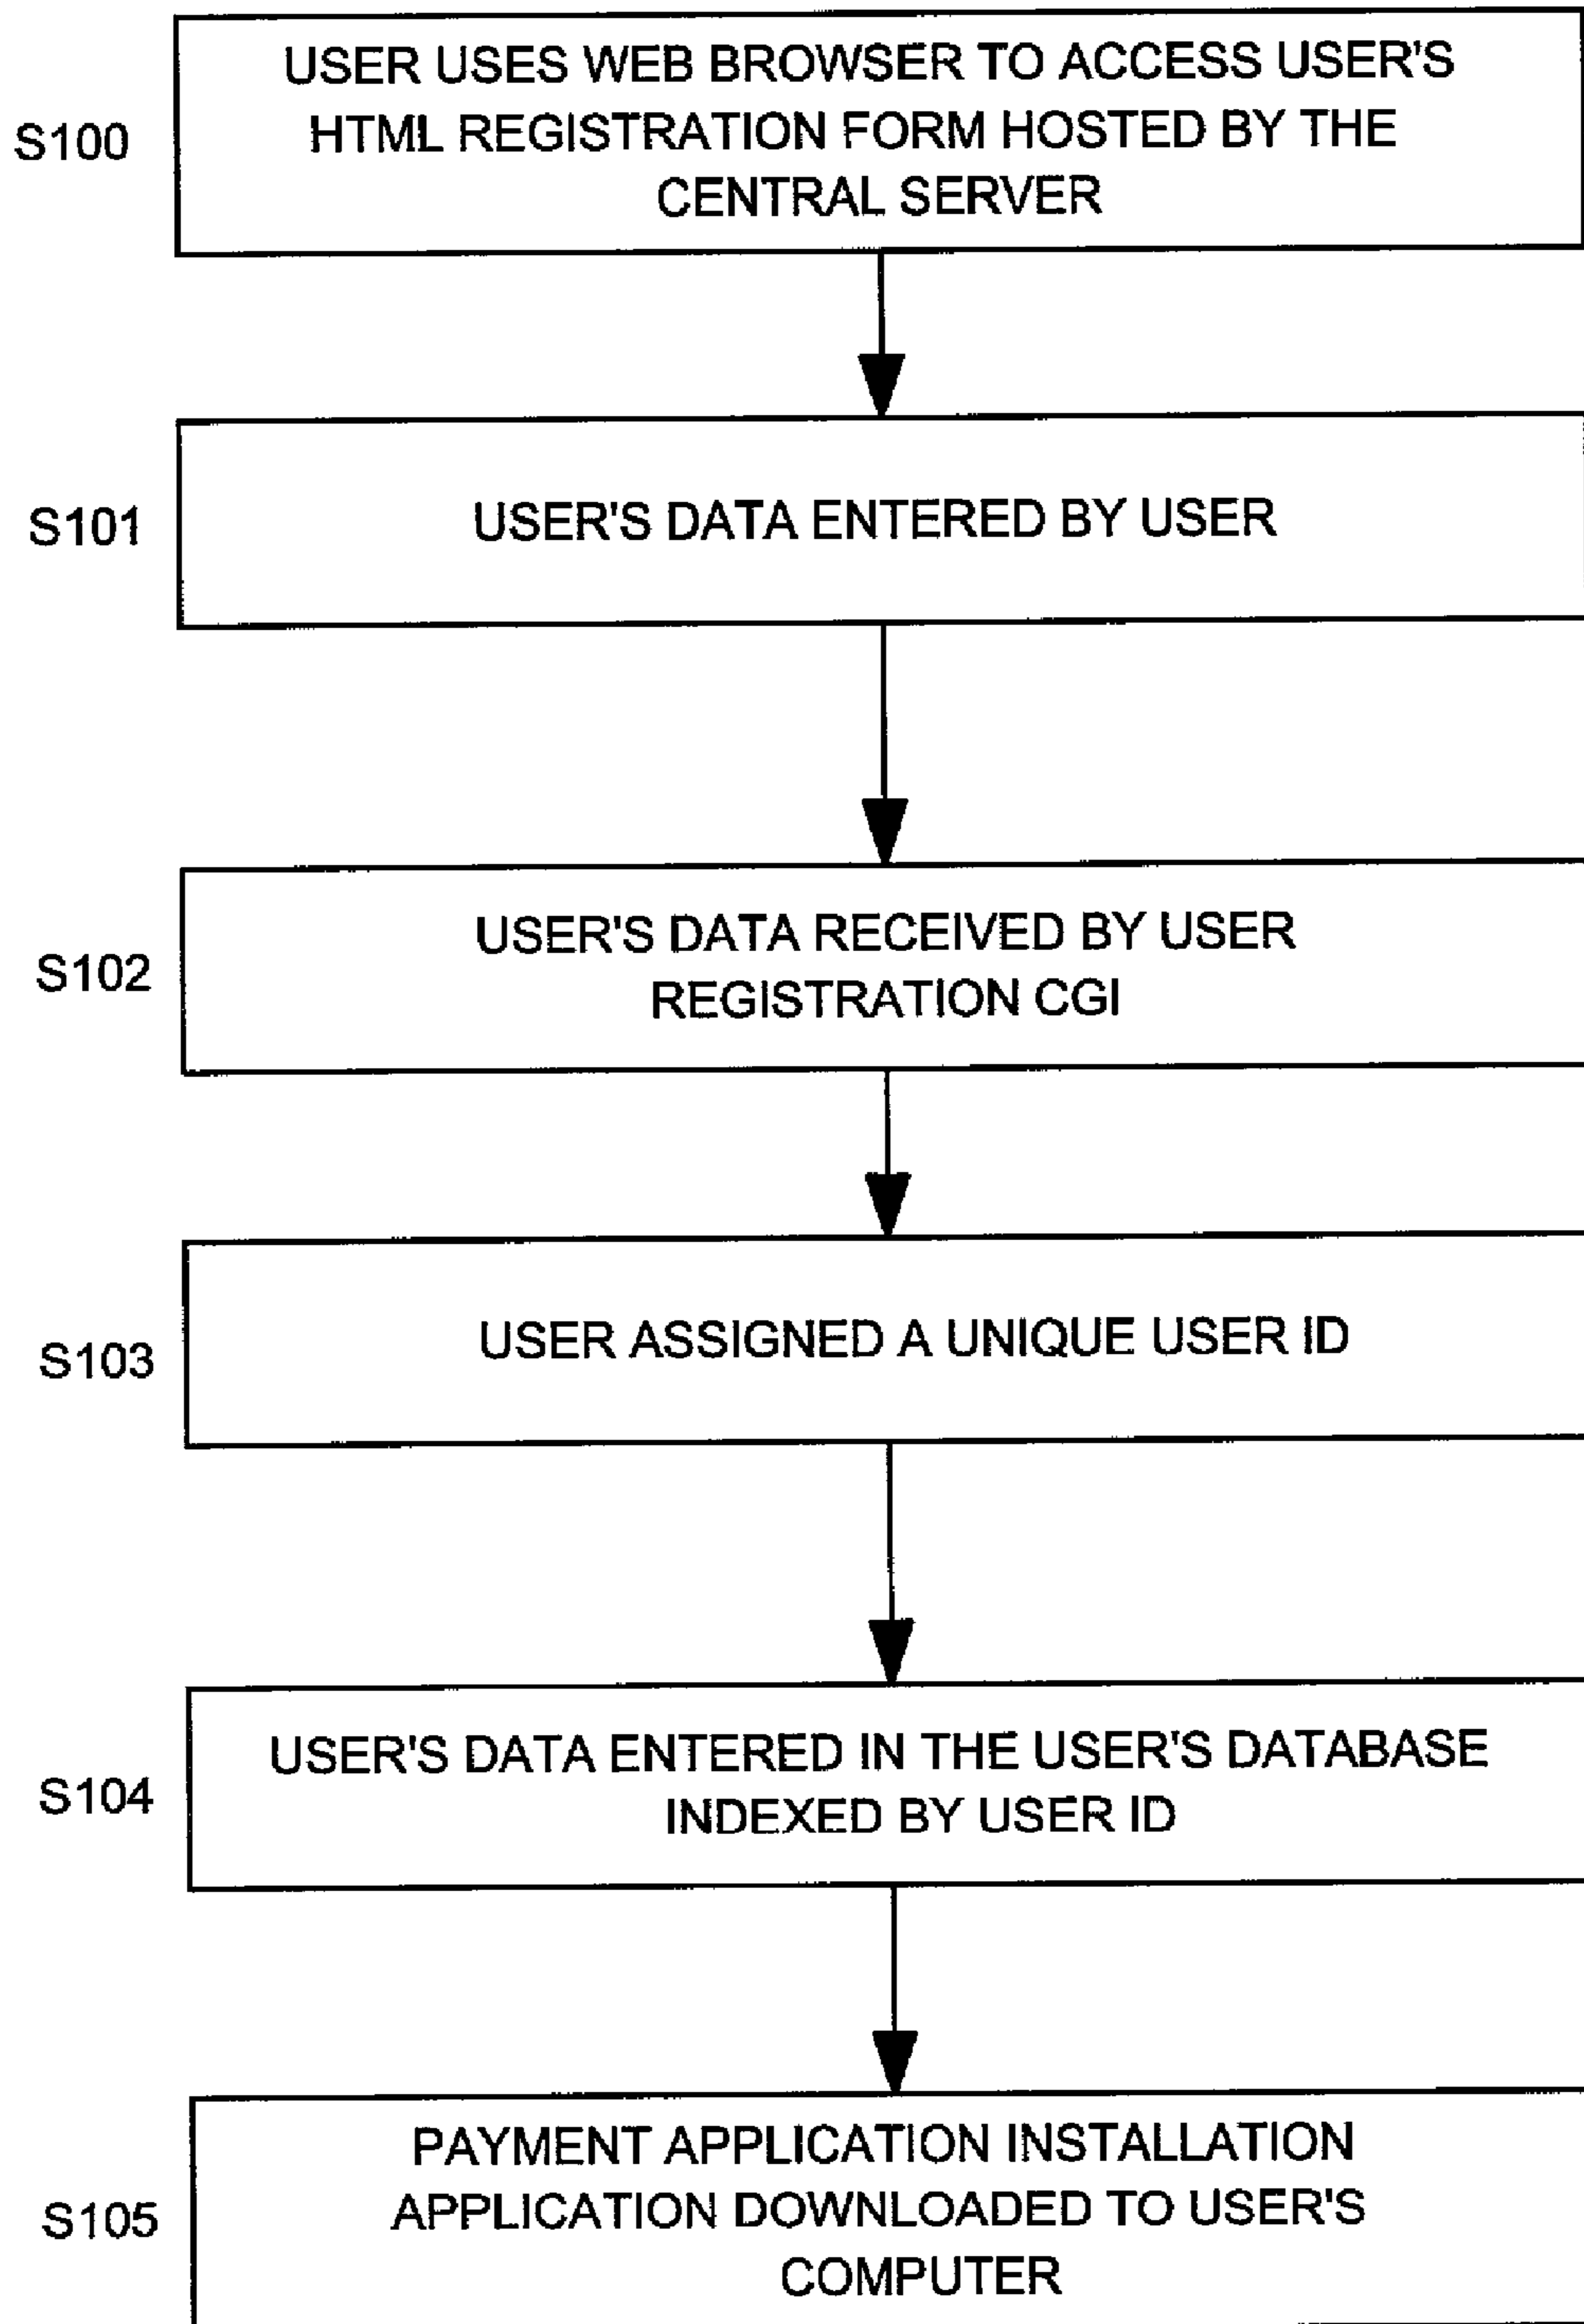 USER USES WEB BROWSER TO ACCESS USER'S
S100
HTML REGISTRATION FORM HOSTED BY THE
CENTRAL SERVER
S101
USER'S DATA ENTERED BY USER
USER'S DATA RECEIVED BY USER
S102
REGISTRATION CGI
S103
USER ASSIGNED A UNIQUE USER ID
USER'S DATA ENTERED IN THE USER'S DATABASE
S104
INDEXED BY USER ID
PAYMENT APPLICATION INSTALLATION
S105
APPLICATION DOWNLOADED TO USER'S
COMPUTER